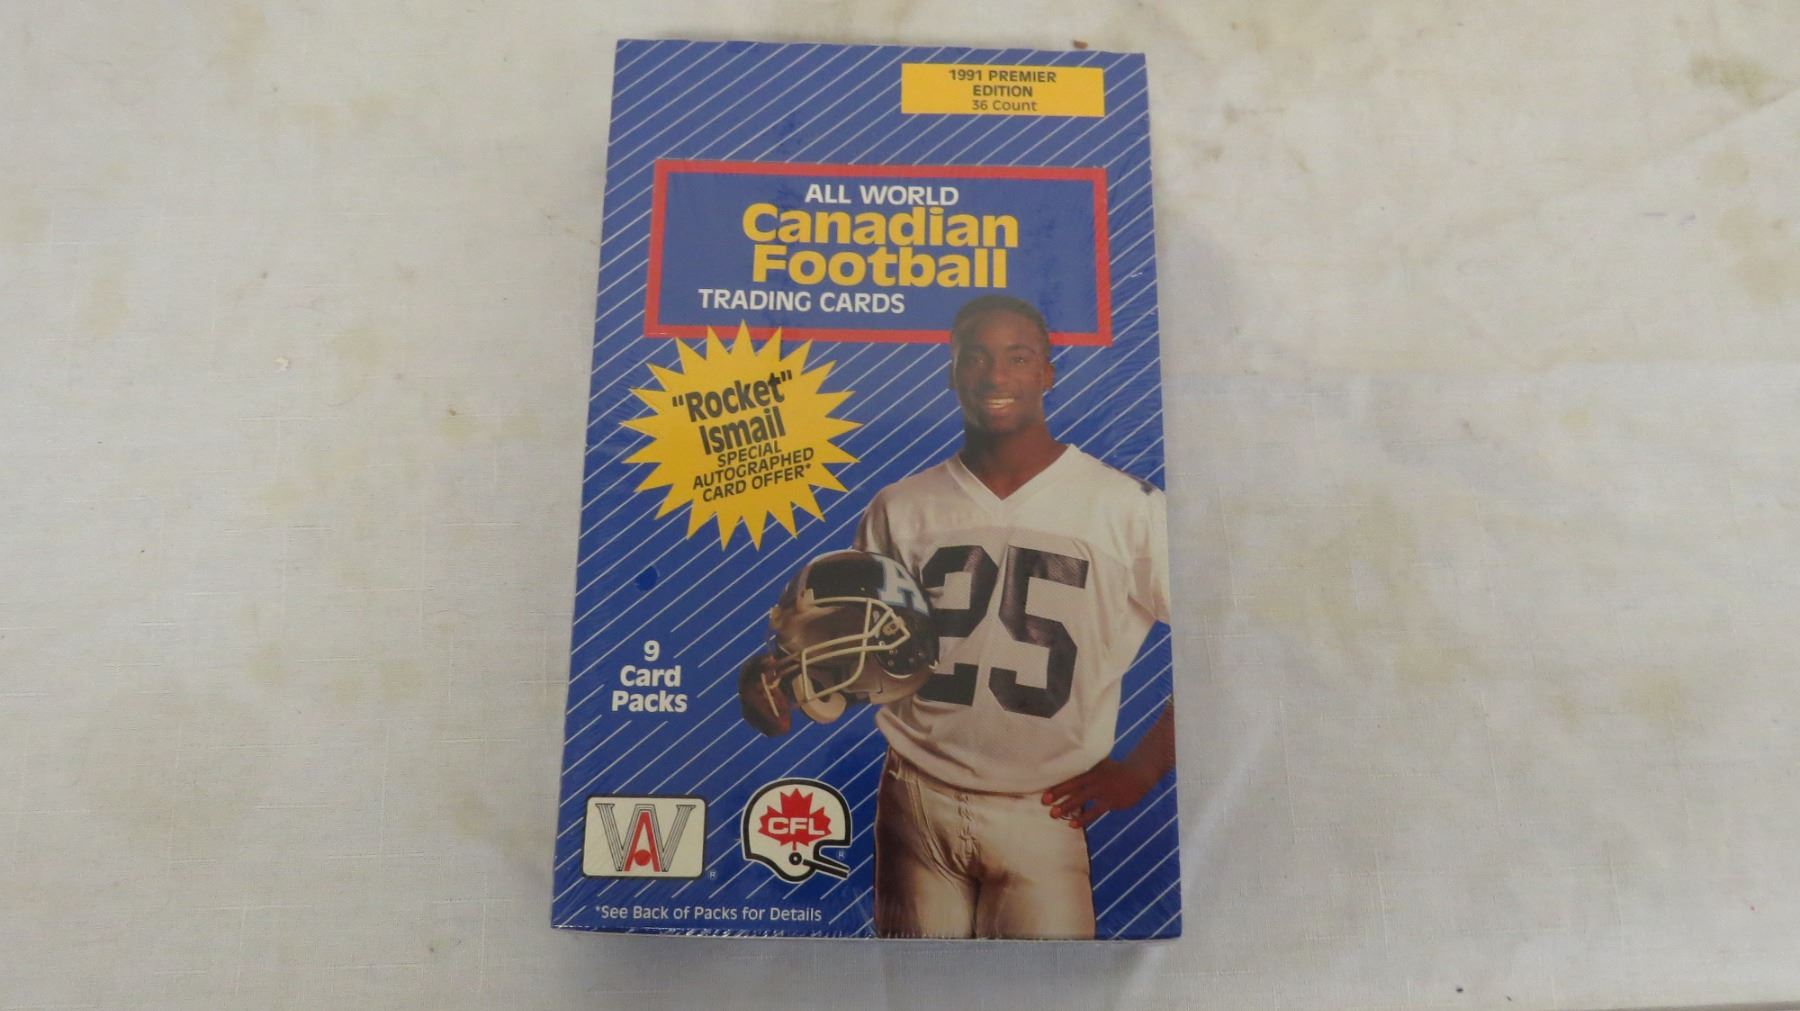 1991 PREMIER
EDITION
36 Count
ALL WORLD
Canadian
Football
TRADING CARDS
"Rocket"
Ismail
SPECIAL
AUTOGRAPHED
CARD OFFER*
A
25
9
Card
Packs
WA
®
CFL
®
*See Back of Packs for Details